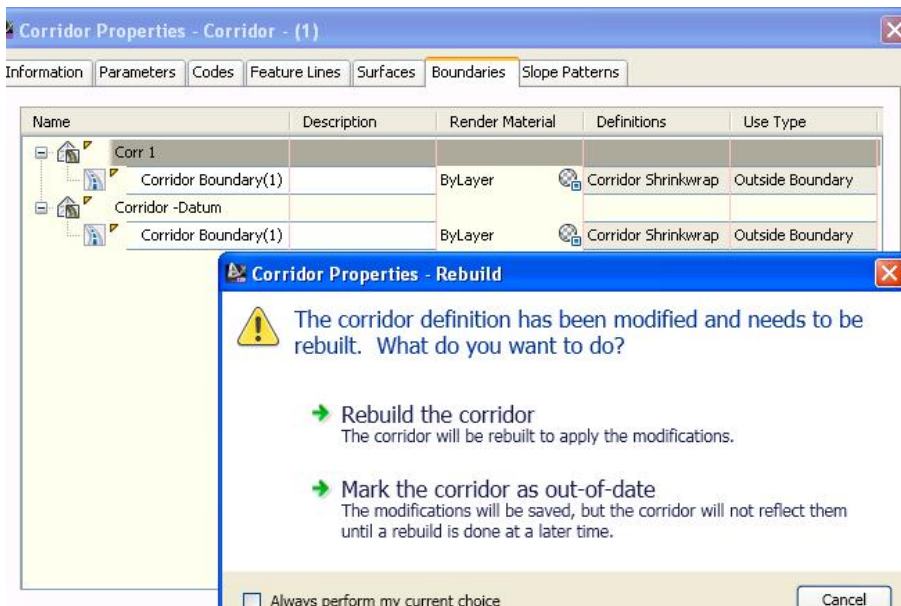 Corridor Properties - Corridor - (1)
Information Parameters Codes Feature Lines Surfaces Boundaries Slope Patterns
Name Description Render Material Definitions Use Type
Corr 1
Corridor Boundary(1) ByLayer Corridor Shrinkwrap Outside Boundary
Corridor -Datum
Corridor Boundary(1) ByLayer Corridor Shrinkwrap Outside Boundary
Corridor Properties - Rebuild
The corridor definition has been modified and needs to be
rebuilt. What do you want to do?
Rebuild the corridor
The corridor will be rebuilt to apply the modifications.
Mark the corridor as out-of-date
The modifications will be saved, but the corridor will not reflect them
until a rebuild is done at a later time.
Always perform my current choice Cancel